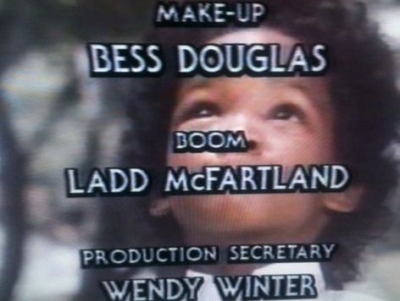 MAKE-UP
BESS DOUGLAS
BOOM
LADD McFARTLAND
PRODUCTION SECRETARY
WENDY WINTER